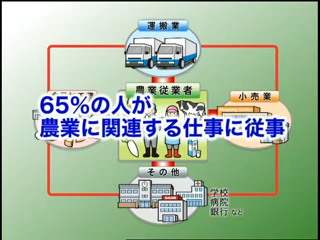 運搬業
農業従業者
小売業
65%の人が
農業に関連する仕事に従事
その他
学校
病院
銀行 など